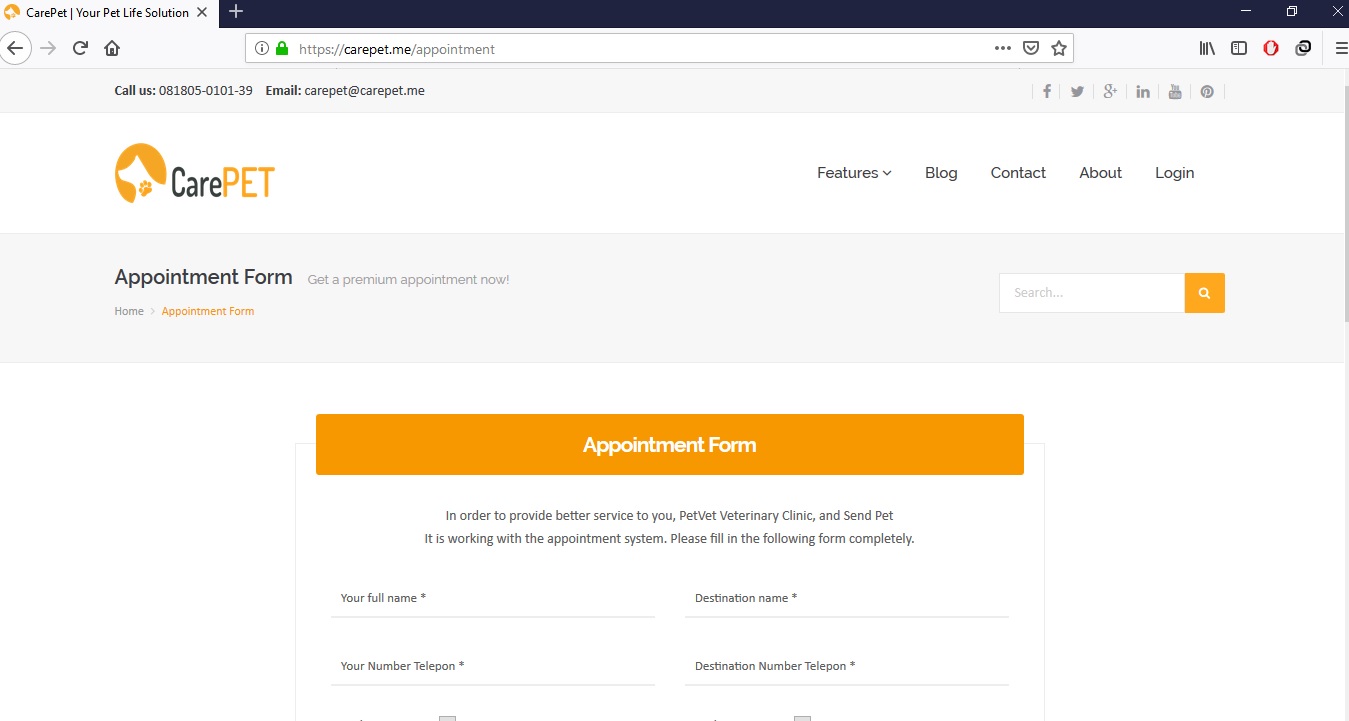 CarePet | Your Pet Life Solution
https://carepet.me/appointment
Call us: 081805-0101-39 Email: carepet@carepet.me
CarePET
Features Blog Contact About Login
Appointment Form Get a premium appointment now!
Home Appointment Form
Search...
Appointment Form
In order to provide better service to you, PetVet Veterinary Clinic, and Send Pet
It is working with the appointment system. Please fill in the following form completely.
Your full name * Destination name *
Your Number Telepon * Destination Number Telepon *